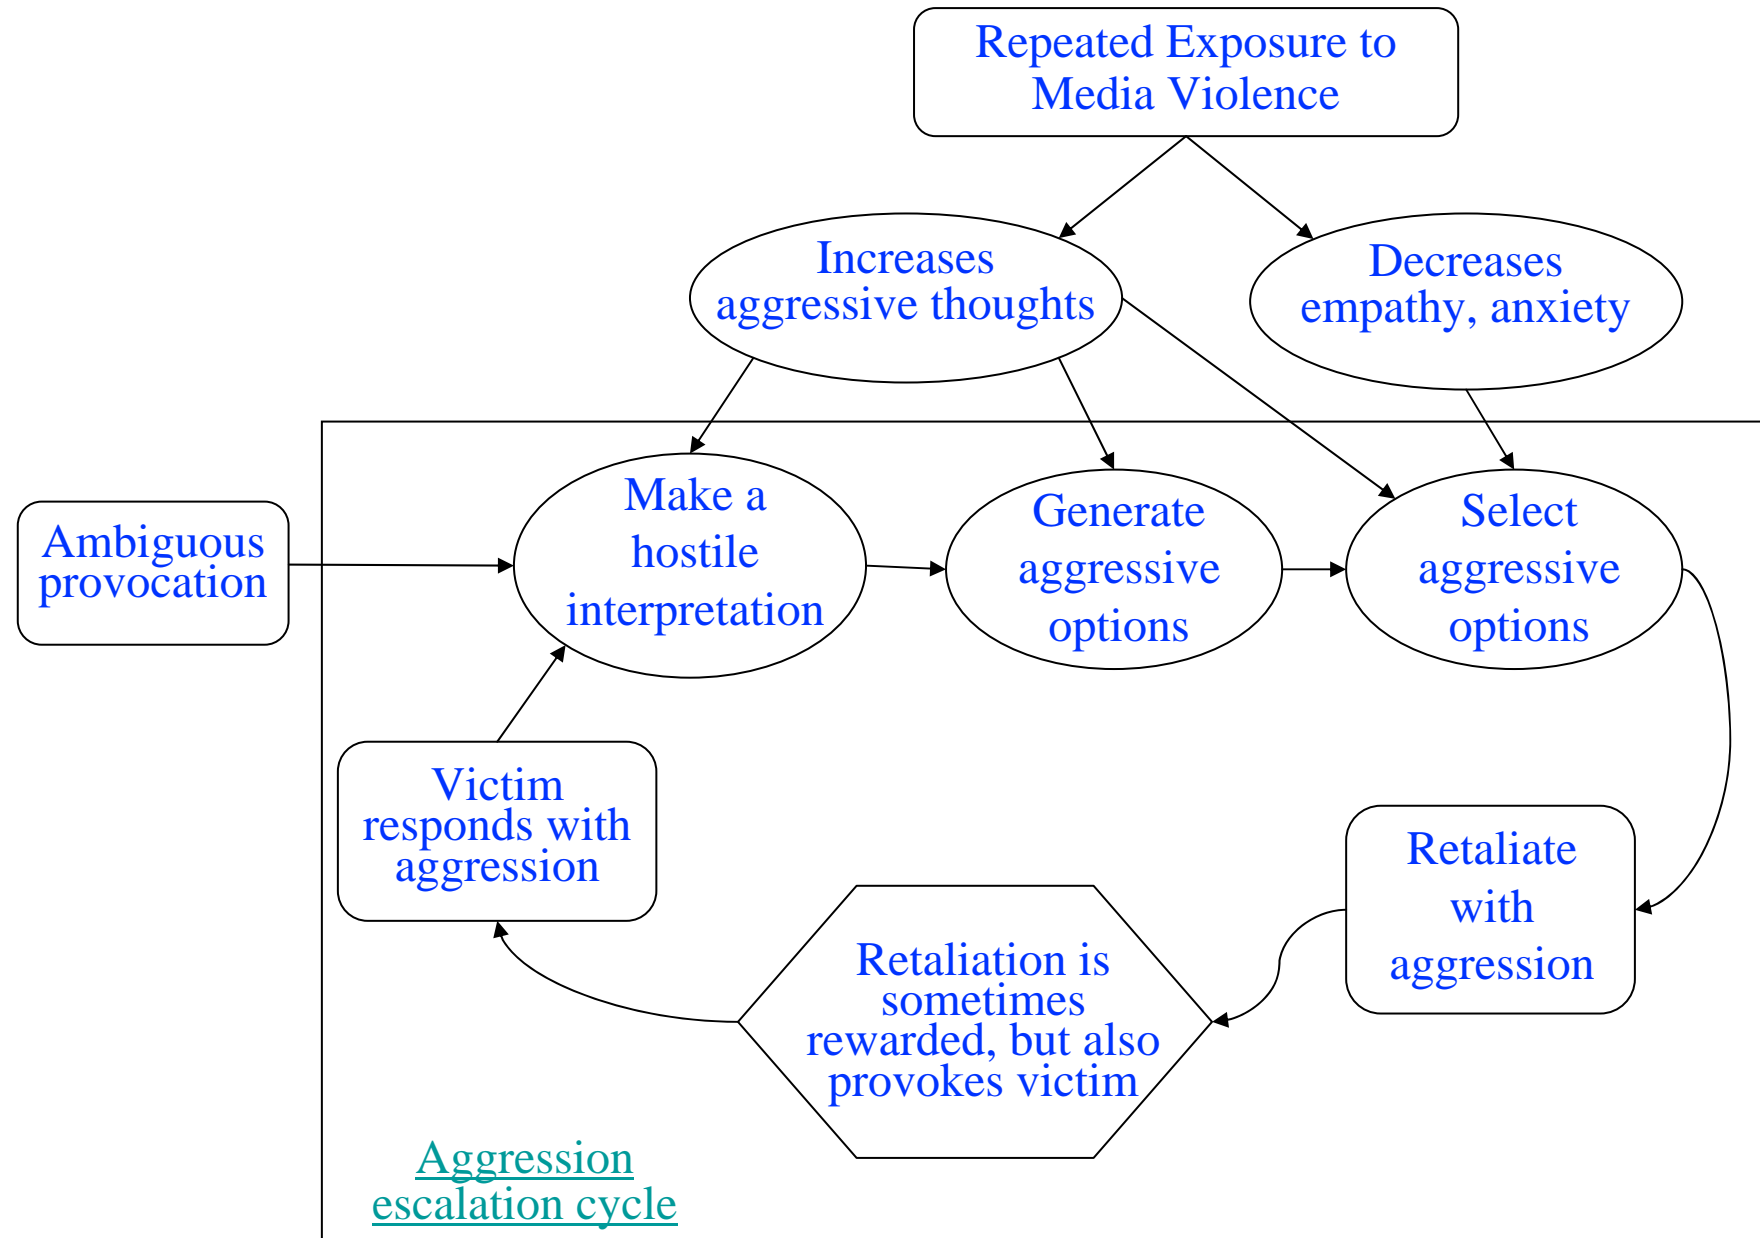 Repeated Exposure to
Media Violence
Increases
aggressive thoughts
Decreases
empathy, anxiety
Ambiguous
provocation
Make a
hostile
interpretation
Generate
aggressive
options
Select
aggressive
options
Victim
responds with
aggression
Retaliate
with
aggression
Retaliation is
sometimes
rewarded, but also
provokes victim
Aggression
escalation cycle